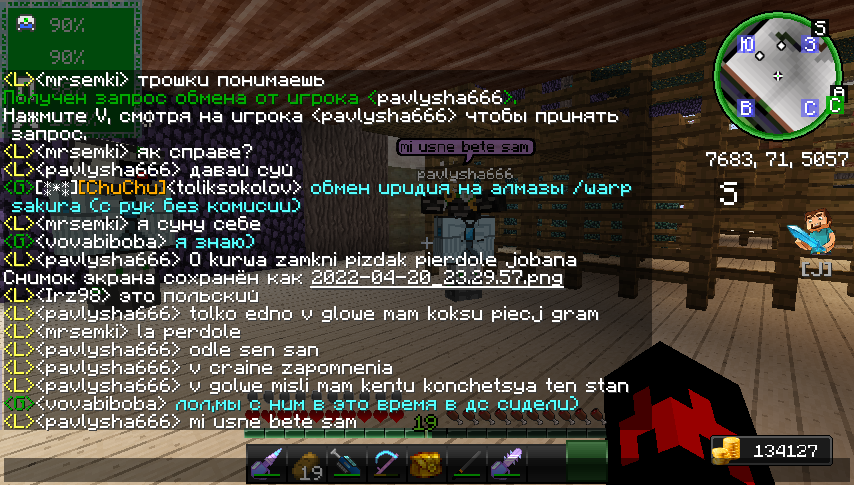 90%
90%
<L><mrsemki> трошки понимаешь
Получен запрос обмена от игрока <pavlysha666>.
Нажмите V, смотря на игрока <pavlysha666> чтобы принять
запрос.
<L><mrsemki> як справе?
<L><pavlysha666> давай суй
<G>[⁂][ChuChu]<toliksokolov> обмен иридия на алмазы /warp
sakura (с рук без комисии)
<L><mrsemki> я суну себе
<G><vovabiboba> я знаю)
<L><pavlysha666> O kurwa zamkni pizdak pierdole jobana
Снимок экрана сохранён как 2022-04-20_23.29.57.png
<L><Irz98> это польский
<L><pavlysha666> tolko edno v glowe mam koksu piec,j gram
<L><mrsemki> la perdole
<L><pavlysha666> odle sen san
<L><pavlysha666> v craine zapomnenia
<L><pavlysha666> v golwe misli mam kentu konchetsya ten stan
<G><vovabiboba> лол,мы с ним в это время в дс сидели)
<L><pavlysha666> mi usne bete sam
mi usne bete sam
pavlysha666
S
Ю
З
A
C
В
С
7683, 71, 5057
S
[J]
19
19
134127